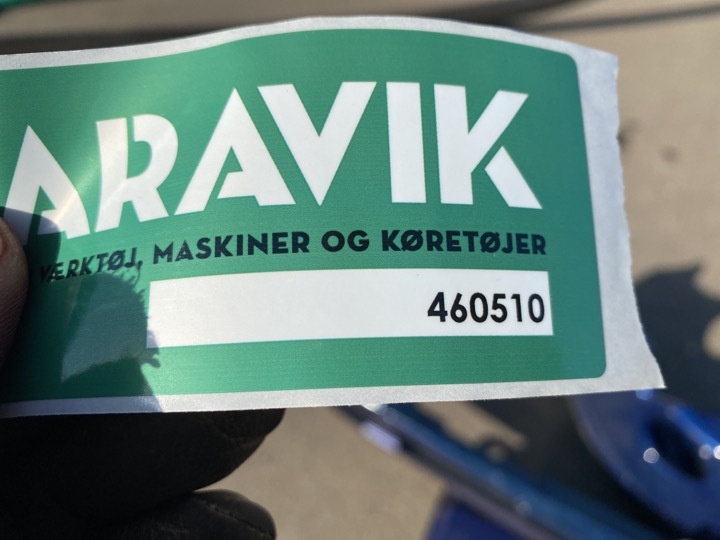 ARAVIK
VÆRKTØJ, MASKINER OG KØRETØJER
460510